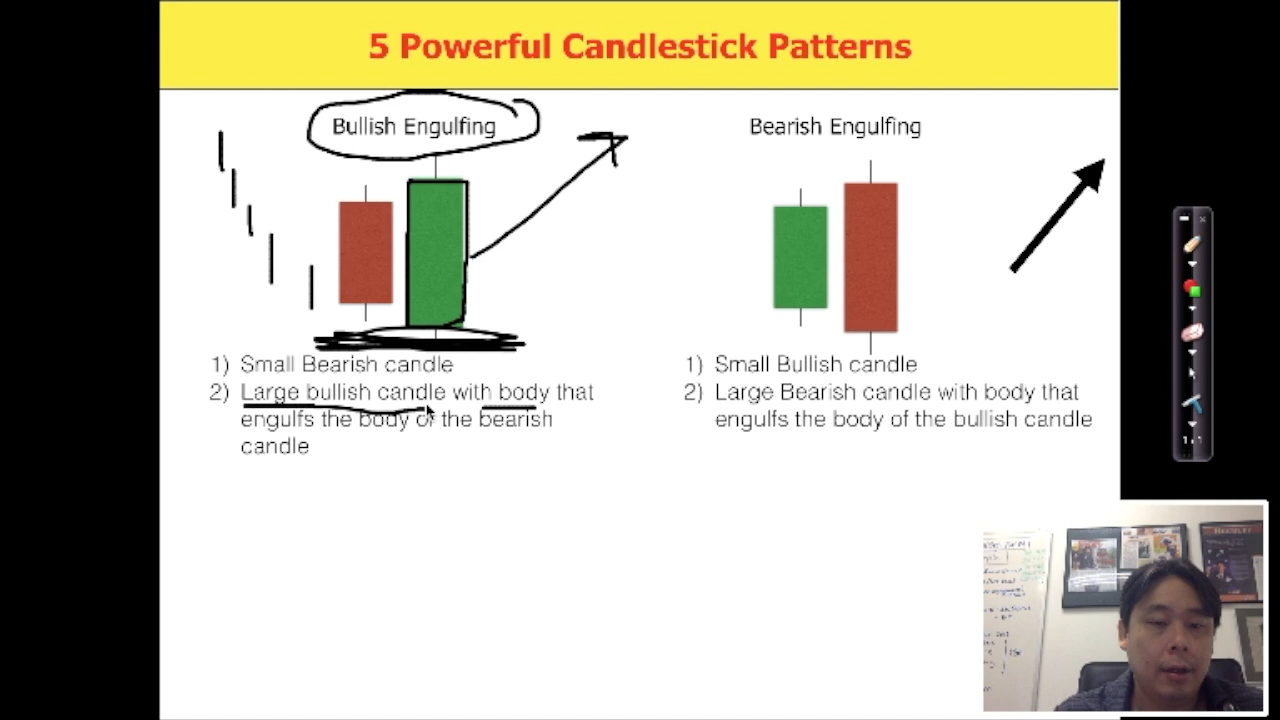 5 Powerful Candlestick Patterns
Bullish Engulfing
1) Small Bearish candle
2) Large bullish candle with body that
engulfs the body of the bearish
candle
Bearish Engulfing
1) Small Bullish candle
2) Large Bearish candle with body that
engulfs the body of the bullish candle